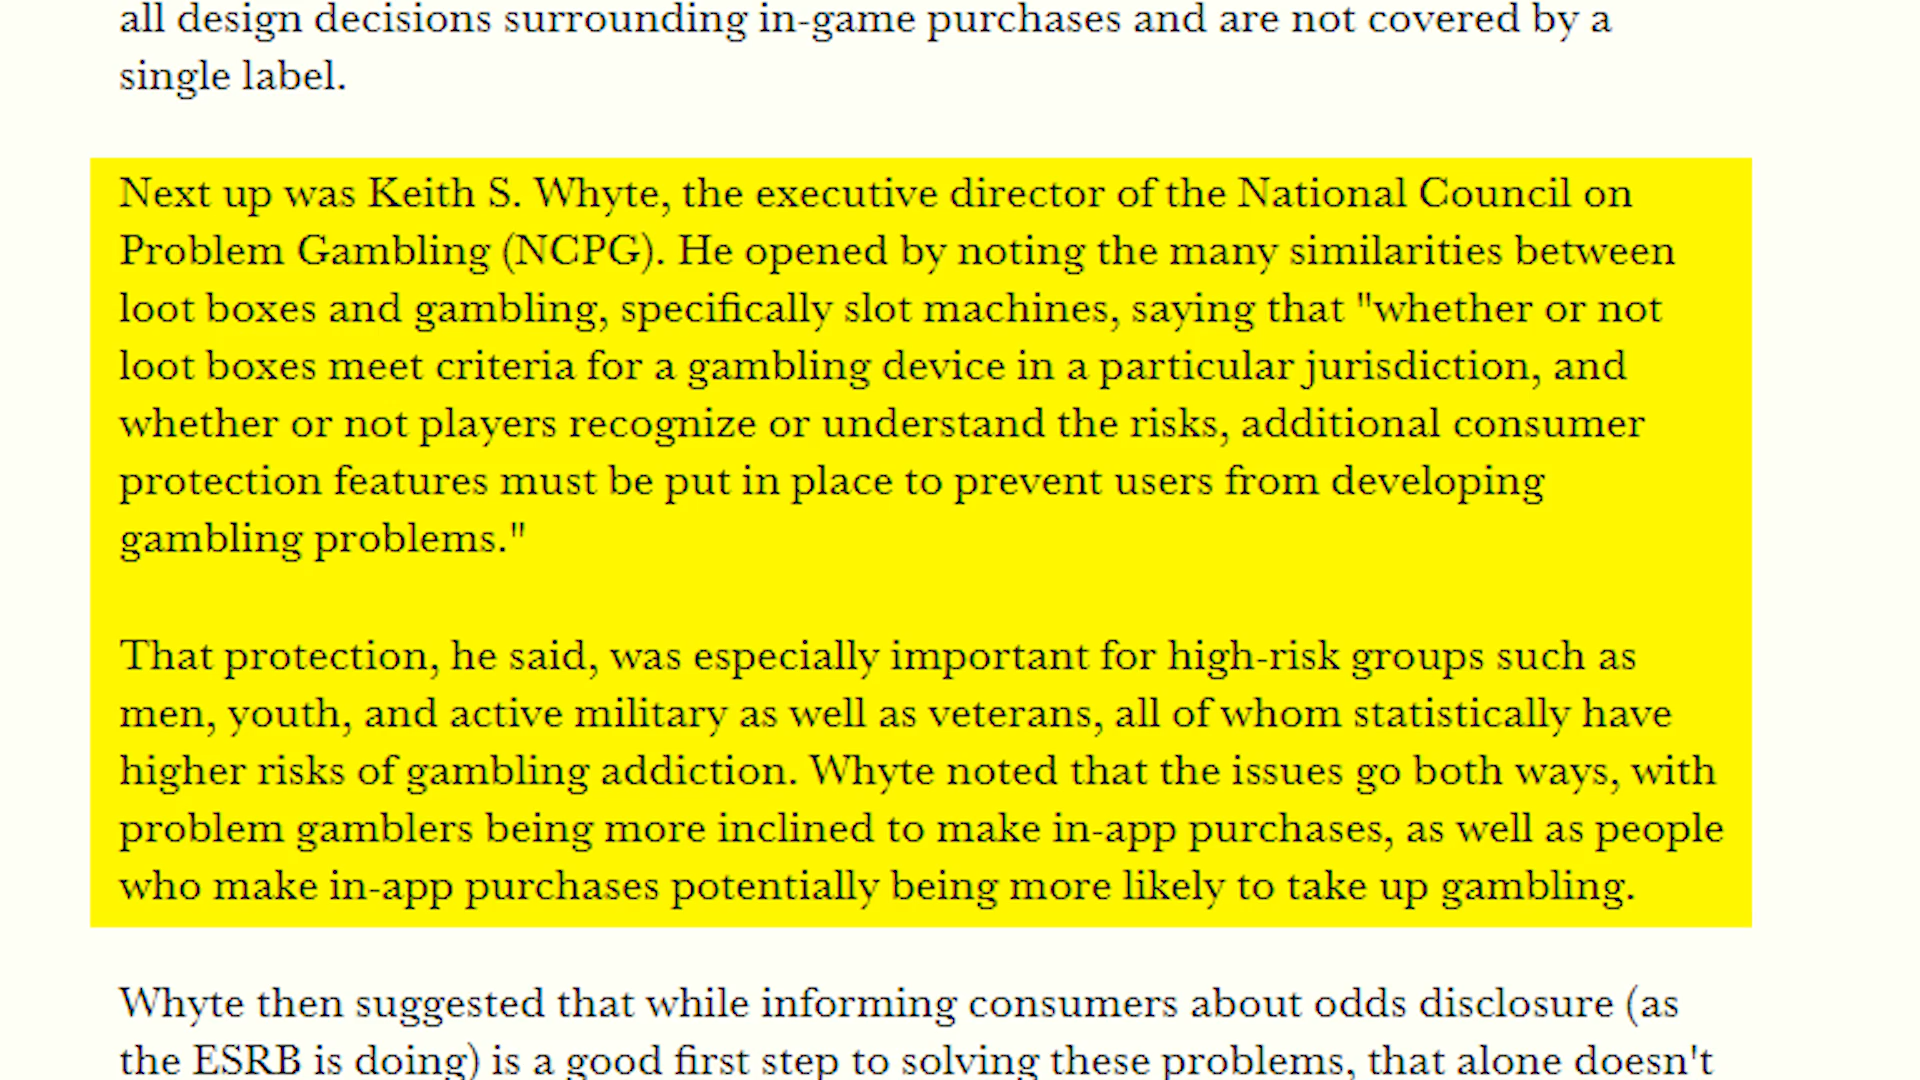 all design decisions surrounding in-game purchases and are not covered by a
single label.
Next up was Keith S. Whyte, the executive director of the National Council on
Problem Gambling (NCPG). He opened by noting the many similarities between
loot boxes and gambling, specifically slot machines, saying that "whether or not
loot boxes meet criteria for a gambling device in a particular jurisdiction, and
whether or not players recognize or understand the risks, additional consumer
protection features must be put in place to prevent users from developing
gambling problems."
That protection, he said, was especially important for high-risk groups such as
men, youth, and active military as well as veterans, all of whom statistically have
higher risks of gambling addiction. Whyte noted that the issues go both ways, with
problem gamblers being more inclined to make in-app purchases, as well as people
who make in-app purchases potentially being more likely to take up gambling.
Whyte then suggested that while informing consumers about odds disclosure (as
the ESRB is doing) is a good first step to solving these problems, that alone doesn't